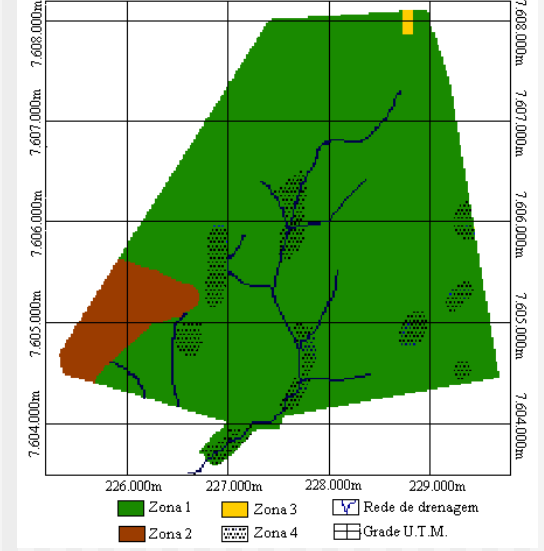 7.608.000m
7.608.000m
7.607.000m
7.607.000m
7.606.000m
7.606.000m
7.605.000m
7.605.000m
7.604.000m
7.604.000m
226.000m 227.000m 228.000m 229.000m
Zona 1 Zona 3 Rede de drenagem
Zona 2 Zona 4 Grade U.T.M.